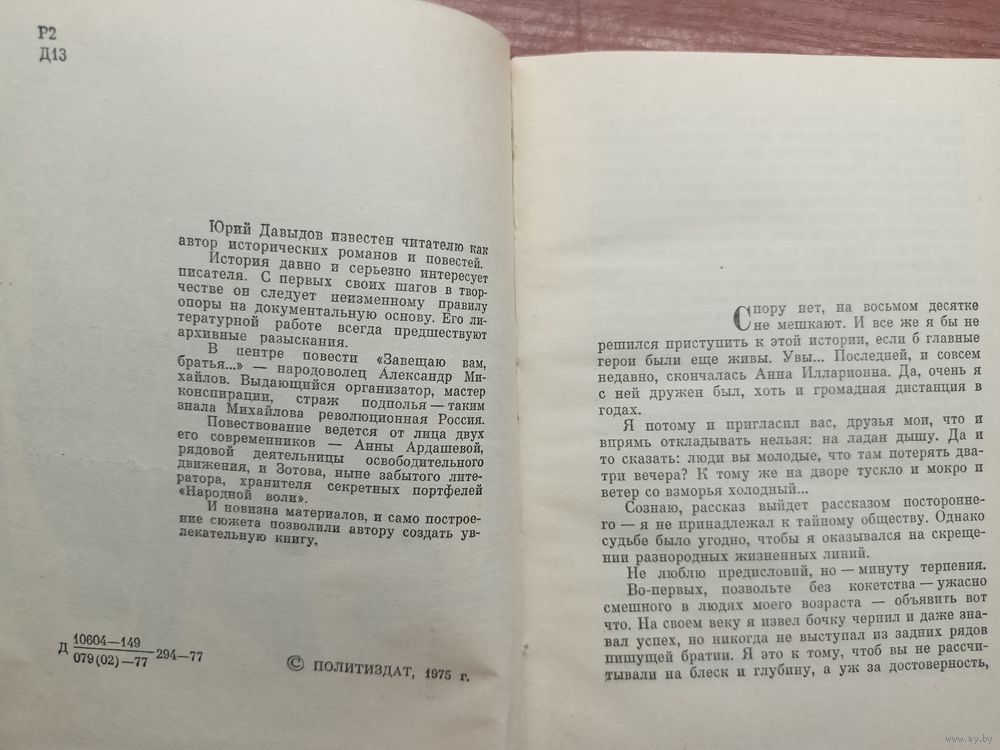 Р2
Д13
Юрий Давыдов известен читателю как
автор исторических романов и повестей.
История давно и серьезно интересует
писателя. С первых своих шагов в твор-
честве он следует неизменному правилу
опоры на документальную основу. Его ли-
тературной работе всегда предшествуют
архивные разыскания.
В центре повести «Завещаю вам,
братья...» — народоволец Александр Ми-
хайлов. Выдающийся организатор, мастер
конспирации, страж подполья — таким
знала Михайлова революционная Россия.
Повествование ведется от лица двух
его современников — Анны Ардашевой,
рядовой деятельницы освободительного
движения, и Зотова, ныне забытого лите-
ратора, хранителя секретных портфелей
«Народной воли».
И новизна материалов, и само построе-
ние сюжета позволили автору создать ув-
лекательную книгу.
Д 10604—149
079(02)—77 —294—77
© ПОЛИТИЗДАТ, 1975 г.
Спору нет, на восьмом десятке
не мешкают. И все же я бы не
решился приступить к этой истории, если б главные
герои были еще живы. Увы... Последней, и совсем
недавно, скончалась Анна Илларионна. Да, очень я
с ней дружен был, хоть и громадная дистанция в
годах.
Я потому и пригласил вас, друзья мои, что и
впрямь откладывать нельзя: на ладан дышу. Да и
то сказать: люди вы молодые, что там потерять два-
три вечера? К тому же на дворе тускло и мокро и
ветер со взморья холодный...
Сознаю, рассказ выйдет рассказом посторонне-
го — я не принадлежал к тайному обществу. Однако
судьбе было угодно, чтобы я оказывался на скреще-
нии разнородных жизненных линий.
Не люблю предисловий, но — минуту терпения.
Во-первых, позвольте без кокетства — ужасно
смешного в людях моего возраста — объявить вот
что. На своем веку я извел бочку чернил и даже зна-
вал успех, но никогда не выступал из задних рядов
пишущей братии. Я это к тому, чтоб вы не рассчи-
тывали на блеск и глубину, а уж за достоверность,
www.ay.by